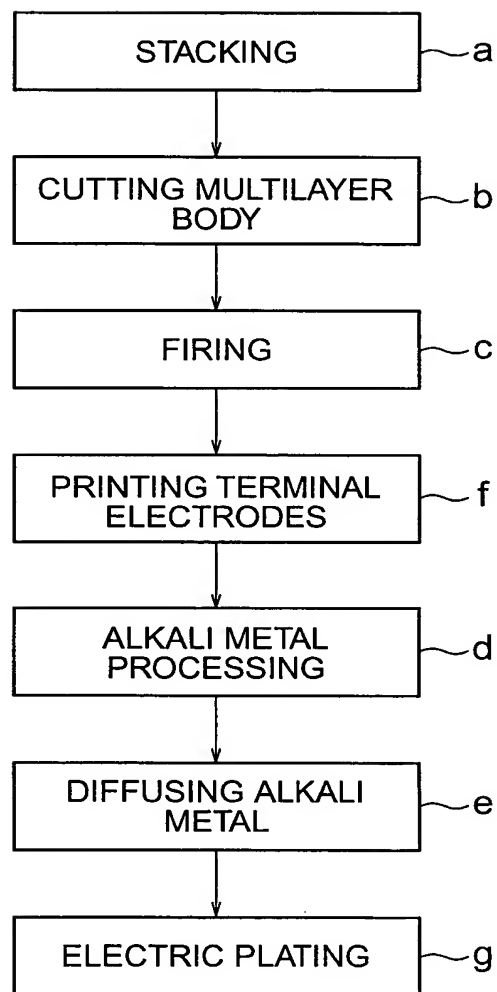 STACKING
a
CUTTING MULTILAYER
BODY
b
FIRING
c
PRINTING TERMINAL
ELECTRODES
f
ALKALI METAL
PROCESSING
d
DIFFUSING ALKALI
METAL
e
ELECTRIC PLATING
g